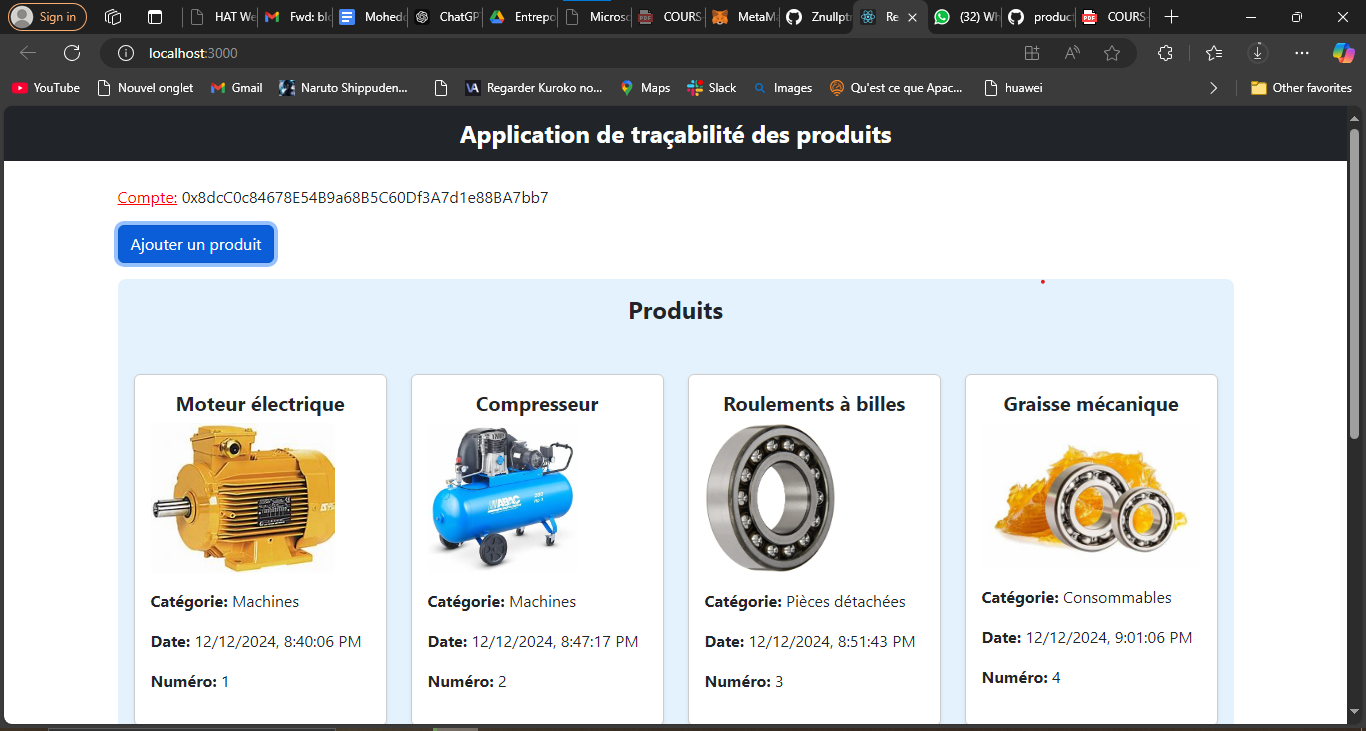 Sign in
HAT We
Fwd: blo
Mohedd
ChatGP
Entrepo
Microso
COURS
MetaMa
Znullptr
Re
(32) Wh
product
COURS
localhost:3000
YouTube
Nouvel onglet
Gmail
Naruto Shippuden...
Regarder Kuroko no...
Maps
Slack
Images
Qu'est ce que Apac...
huawei
Other favorites
Application de traçabilité des produits
Compte: 0x8dcC0c84678E54B9a68B5C60Df3A7d1e88BA7bb7
Ajouter un produit
Produits
Moteur électrique
Catégorie: Machines
Date: 12/12/2024, 8:40:06 PM
Numéro: 1
Compresseur
ABAC
Catégorie: Machines
Date: 12/12/2024, 8:47:17 PM
Numéro: 2
Roulements à billes
Catégorie: Pièces détachées
Date: 12/12/2024, 8:51:43 PM
Numéro: 3
Graisse mécanique
Catégorie: Consommables
Date: 12/12/2024, 9:01:06 PM
Numéro: 4